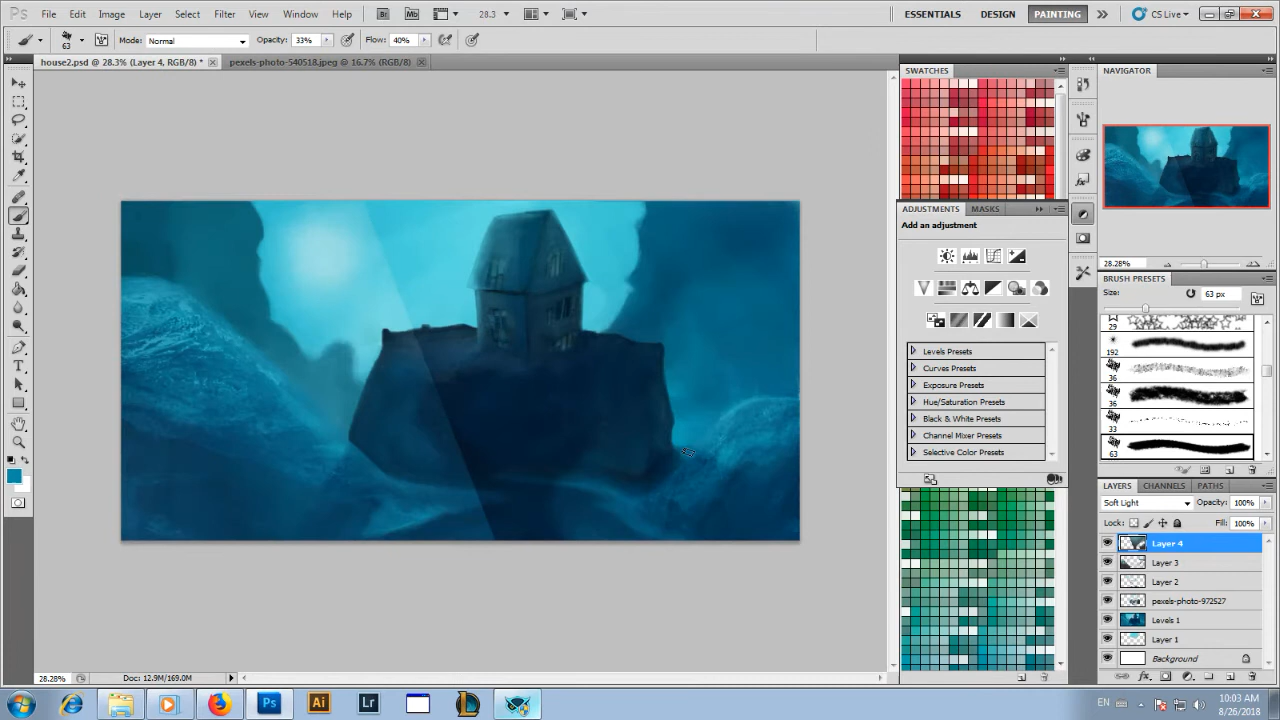 Ps File Edit Image Layer Select Filter View Window Help Br Mb 28.3 ESSENTIALS DESIGN PAINTING CS Live
63 Mode: Normal Opacity: 33% Flow: 40%
house2.psd @ 28.3% (Layer 4, RGB/8) * pexels-photo-540518.jpeg @ 16.7% (RGB/8)
SWATCHES
NAVIGATOR
ADJUSTMENTS MASKS
Add an adjustment
28.28%
BRUSH PRESETS
Size: 63 px
29
192
36
36
33
63
Levels Presets
Curves Presets
Exposure Presets
Hue/Saturation Presets
Black & White Presets
Channel Mixer Presets
Selective Color Presets
LAYERS CHANNELS PATHS
Soft Light Opacity: 100%
Lock: Fill: 100%
Layer 4
Layer 3
Layer 2
pexels-photo-972527
Levels 1
Layer 1
Background
28.28% Doc: 12.9M/169.0M
Ps Ai Lr EN 10:03 AM
8/26/2018